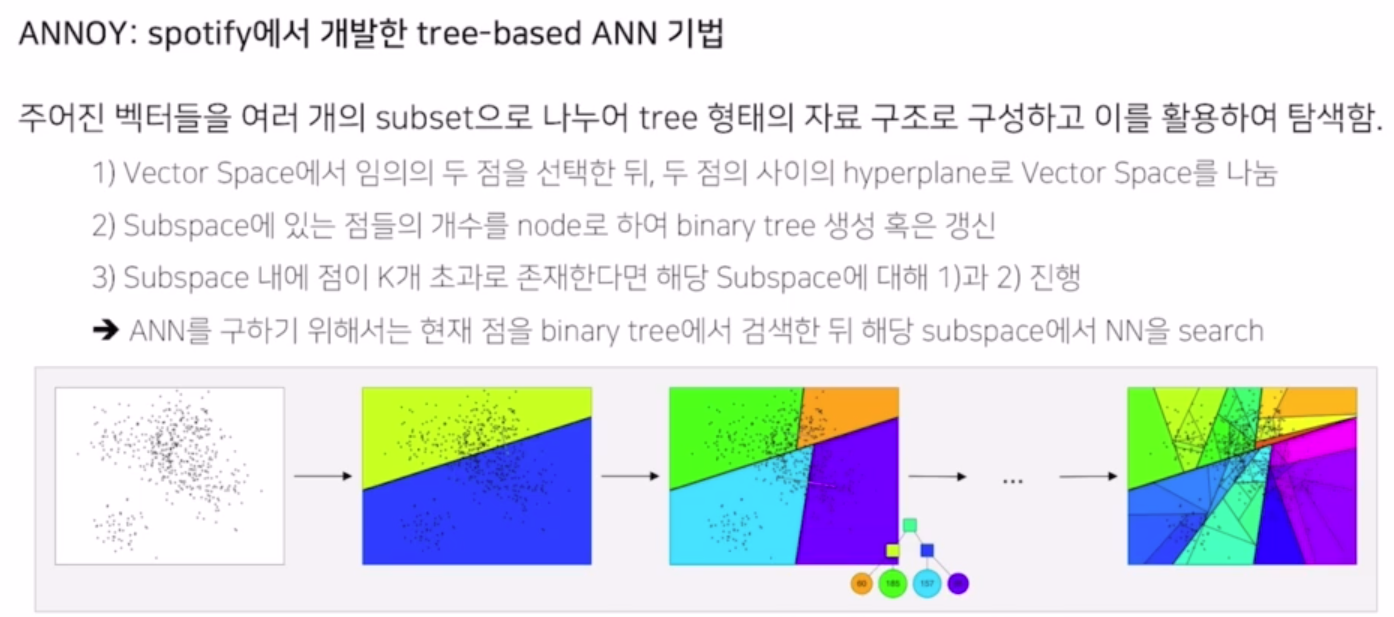 ANNOY: spotify에서 개발한 tree-based ANN 기법
주어진 벡터들을 여러 개의 subset으로 나누어 tree 형태의 자료 구조로 구성하고 이를 활용하여 탐색함.
1) Vector Space에서 임의의 두 점을 선택한 뒤, 두 점의 사이의 hyperplane로 Vector Space를 나눔
2) Subspace에 있는 점들의 개수를 node로 하여 binary tree 생성 혹은 갱신
3) Subspace 내에 점이 K개 초과로 존재한다면 해당 Subspace에 대해 1)과 2) 진행
➔ ANN를 구하기 위해서는 현재 점을 binary tree에서 검색한 뒤 해당 subspace에서 NN을 search
...
60 185 157